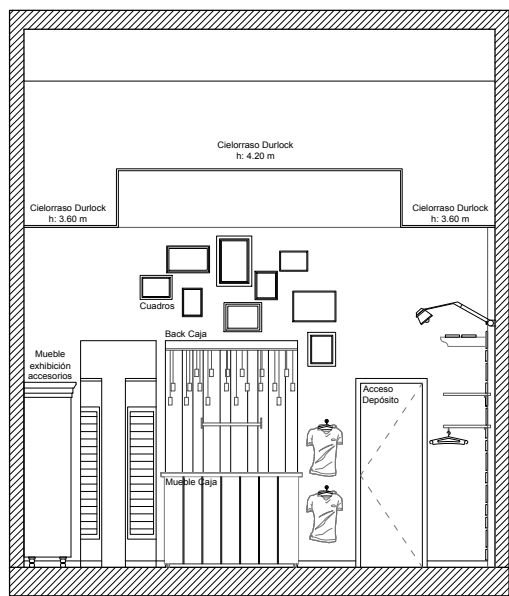 Cielorraso Durlock
h: 4.20 m
Cielorraso Durlock
h: 3.60 m
Cielorraso Durlock
h: 3.60 m
Cuadros
Back Caja
Mueble
exhibición
accesorios
Acceso
Depósito
Mueble Caja